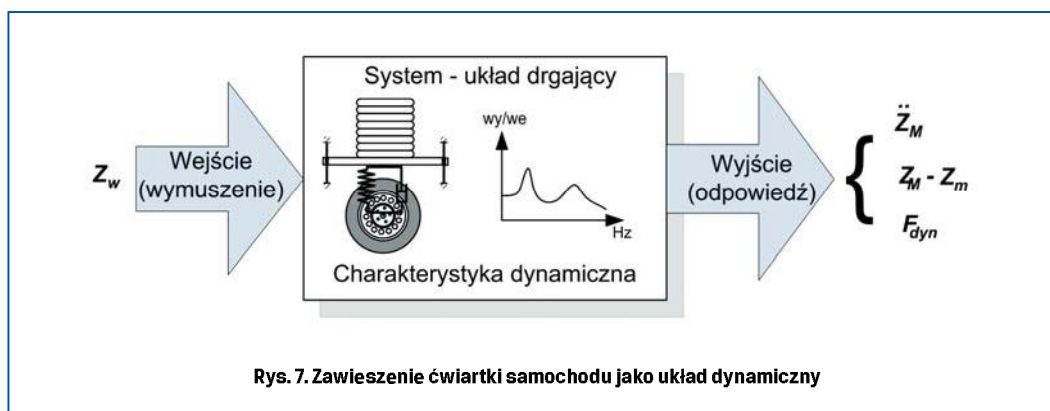 System - układ drgający
wy/we
Hz
Charakterystyka dynamiczna
Z_w
Wejście
(wymuszenie)
Wyjście
(odpowiedź)
Z̈_M
Z_M - Z_m
F_dyn
Rys. 7. Zawieszenie ćwiartki samochodu jako układ dynamiczny